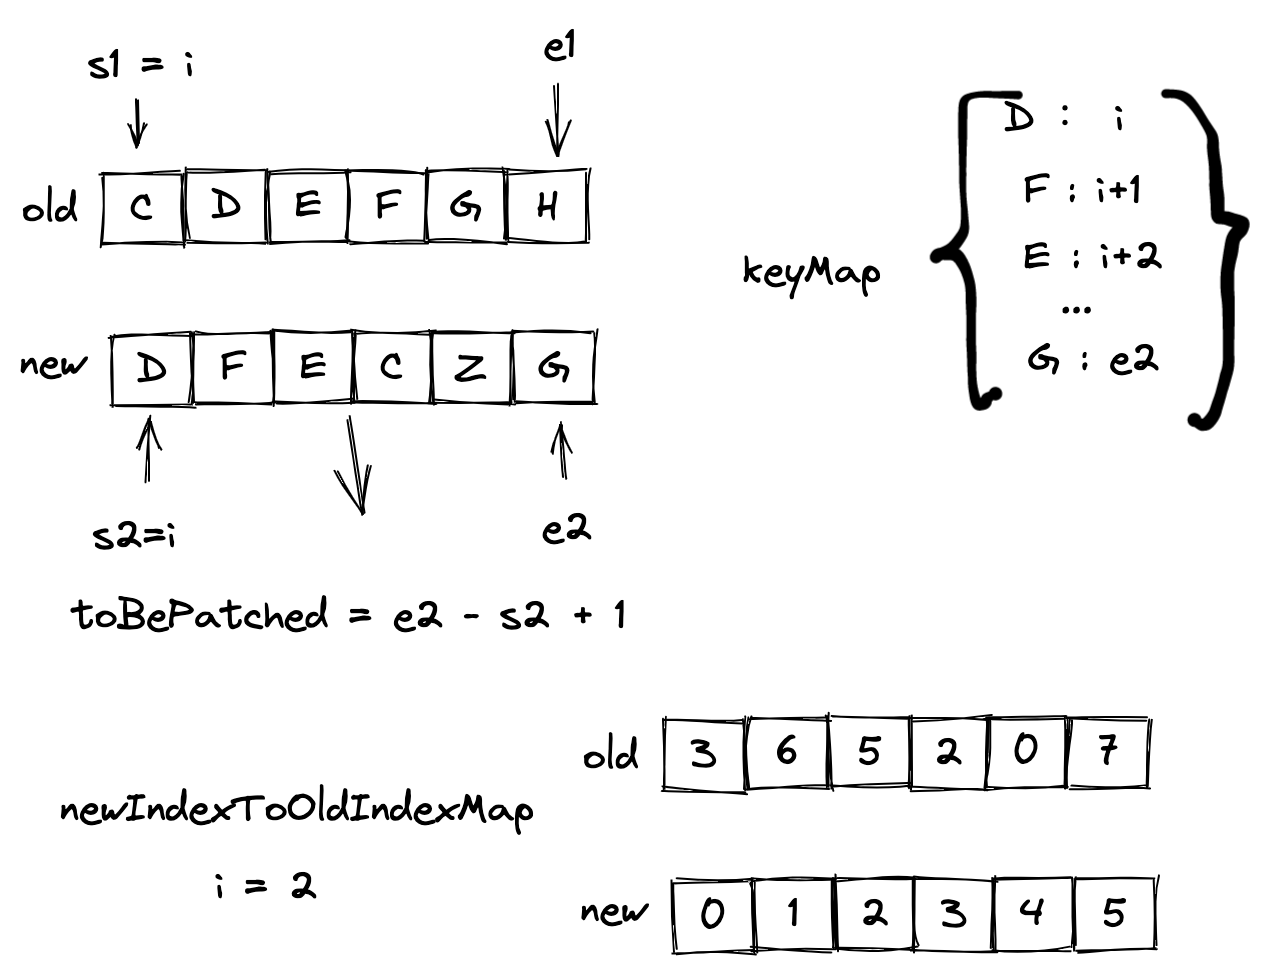 s1 = i
e1
old C D E F G H
new D F E C Z G
s2=i
e2
toBePatched = e2 - s2 + 1
keyMap
D : i
F : i+1
E : i+2
...
G : e2
newIndexToOldIndexMap
i = 2
old 3 6 5 2 0 7
new 0 1 2 3 4 5